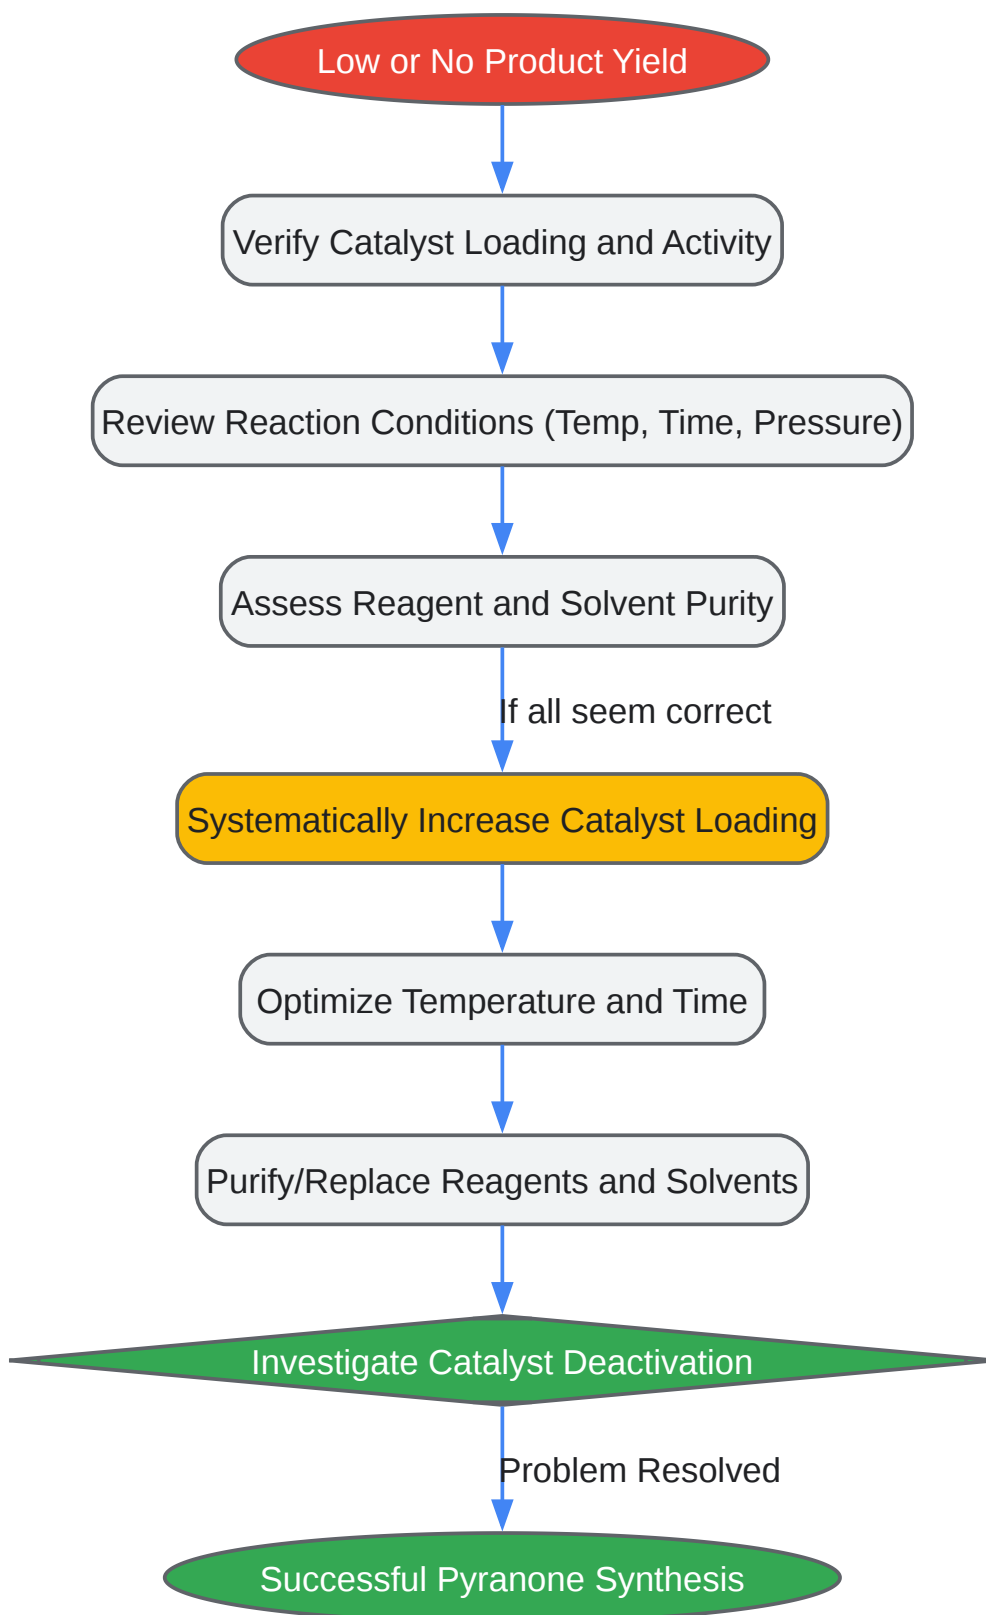 Low or No Product Yield
Verify Catalyst Loading and Activity
Review Reaction Conditions (Temp, Time, Pressure)
Assess Reagent and Solvent Purity
If all seem correct
Systematically Increase Catalyst Loading
Optimize Temperature and Time
Purify/Replace Reagents and Solvents
Investigate Catalyst Deactivation
Problem Resolved
Successful Pyranone Synthesis